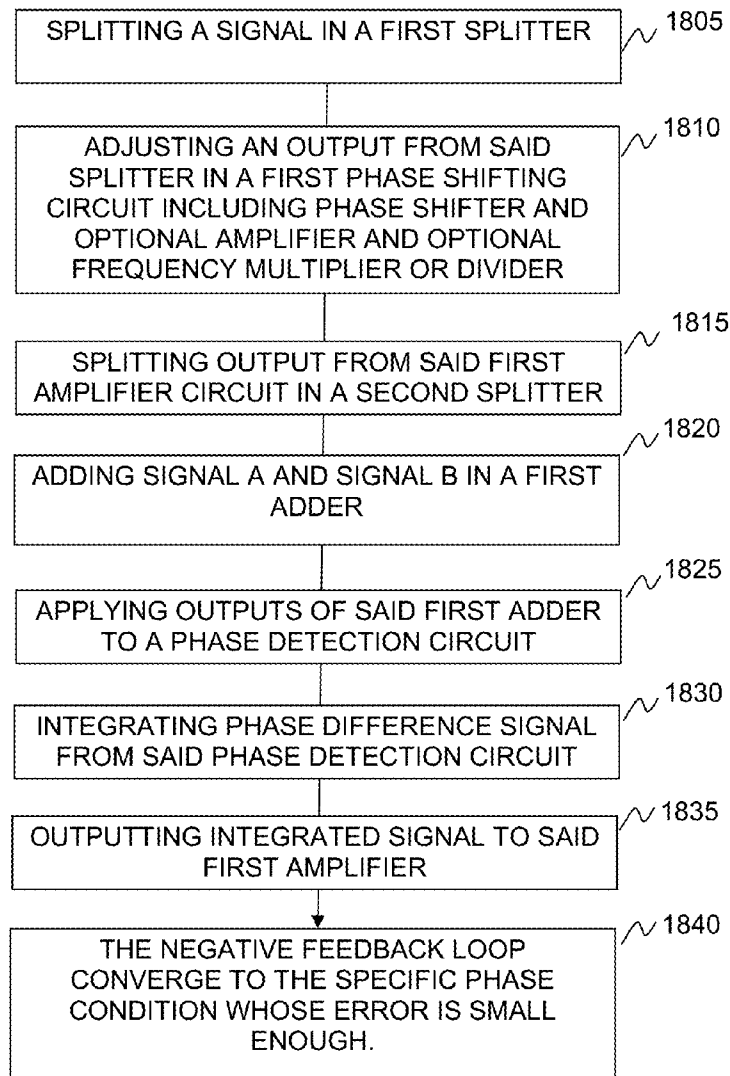 SPLITTING A SIGNAL IN A FIRST SPLITTER
1805
1810
ADJUSTING AN OUTPUT FROM SAID
SPLITTER IN A FIRST PHASE SHIFTING
CIRCUIT INCLUDING PHASE SHIFTER AND
OPTIONAL AMPLIFIER AND OPTIONAL
FREQUENCY MULTIPLIER OR DIVIDER
1815
SPLITTING OUTPUT FROM SAID FIRST
AMPLIFIER CIRCUIT IN A SECOND SPLITTER
1820
ADDING SIGNAL A AND SIGNAL B IN A FIRST
ADDER
1825
APPLYING OUTPUTS OF SAID FIRST ADDER
TO A PHASE DETECTION CIRCUIT
1830
INTEGRATING PHASE DIFFERENCE SIGNAL
FROM SAID PHASE DETECTION CIRCUIT
1835
OUTPUTTING INTEGRATED SIGNAL TO SAID
FIRST AMPLIFIER
1840
THE NEGATIVE FEEDBACK LOOP
CONVERGE TO THE SPECIFIC PHASE
CONDITION WHOSE ERROR IS SMALL
ENOUGH.